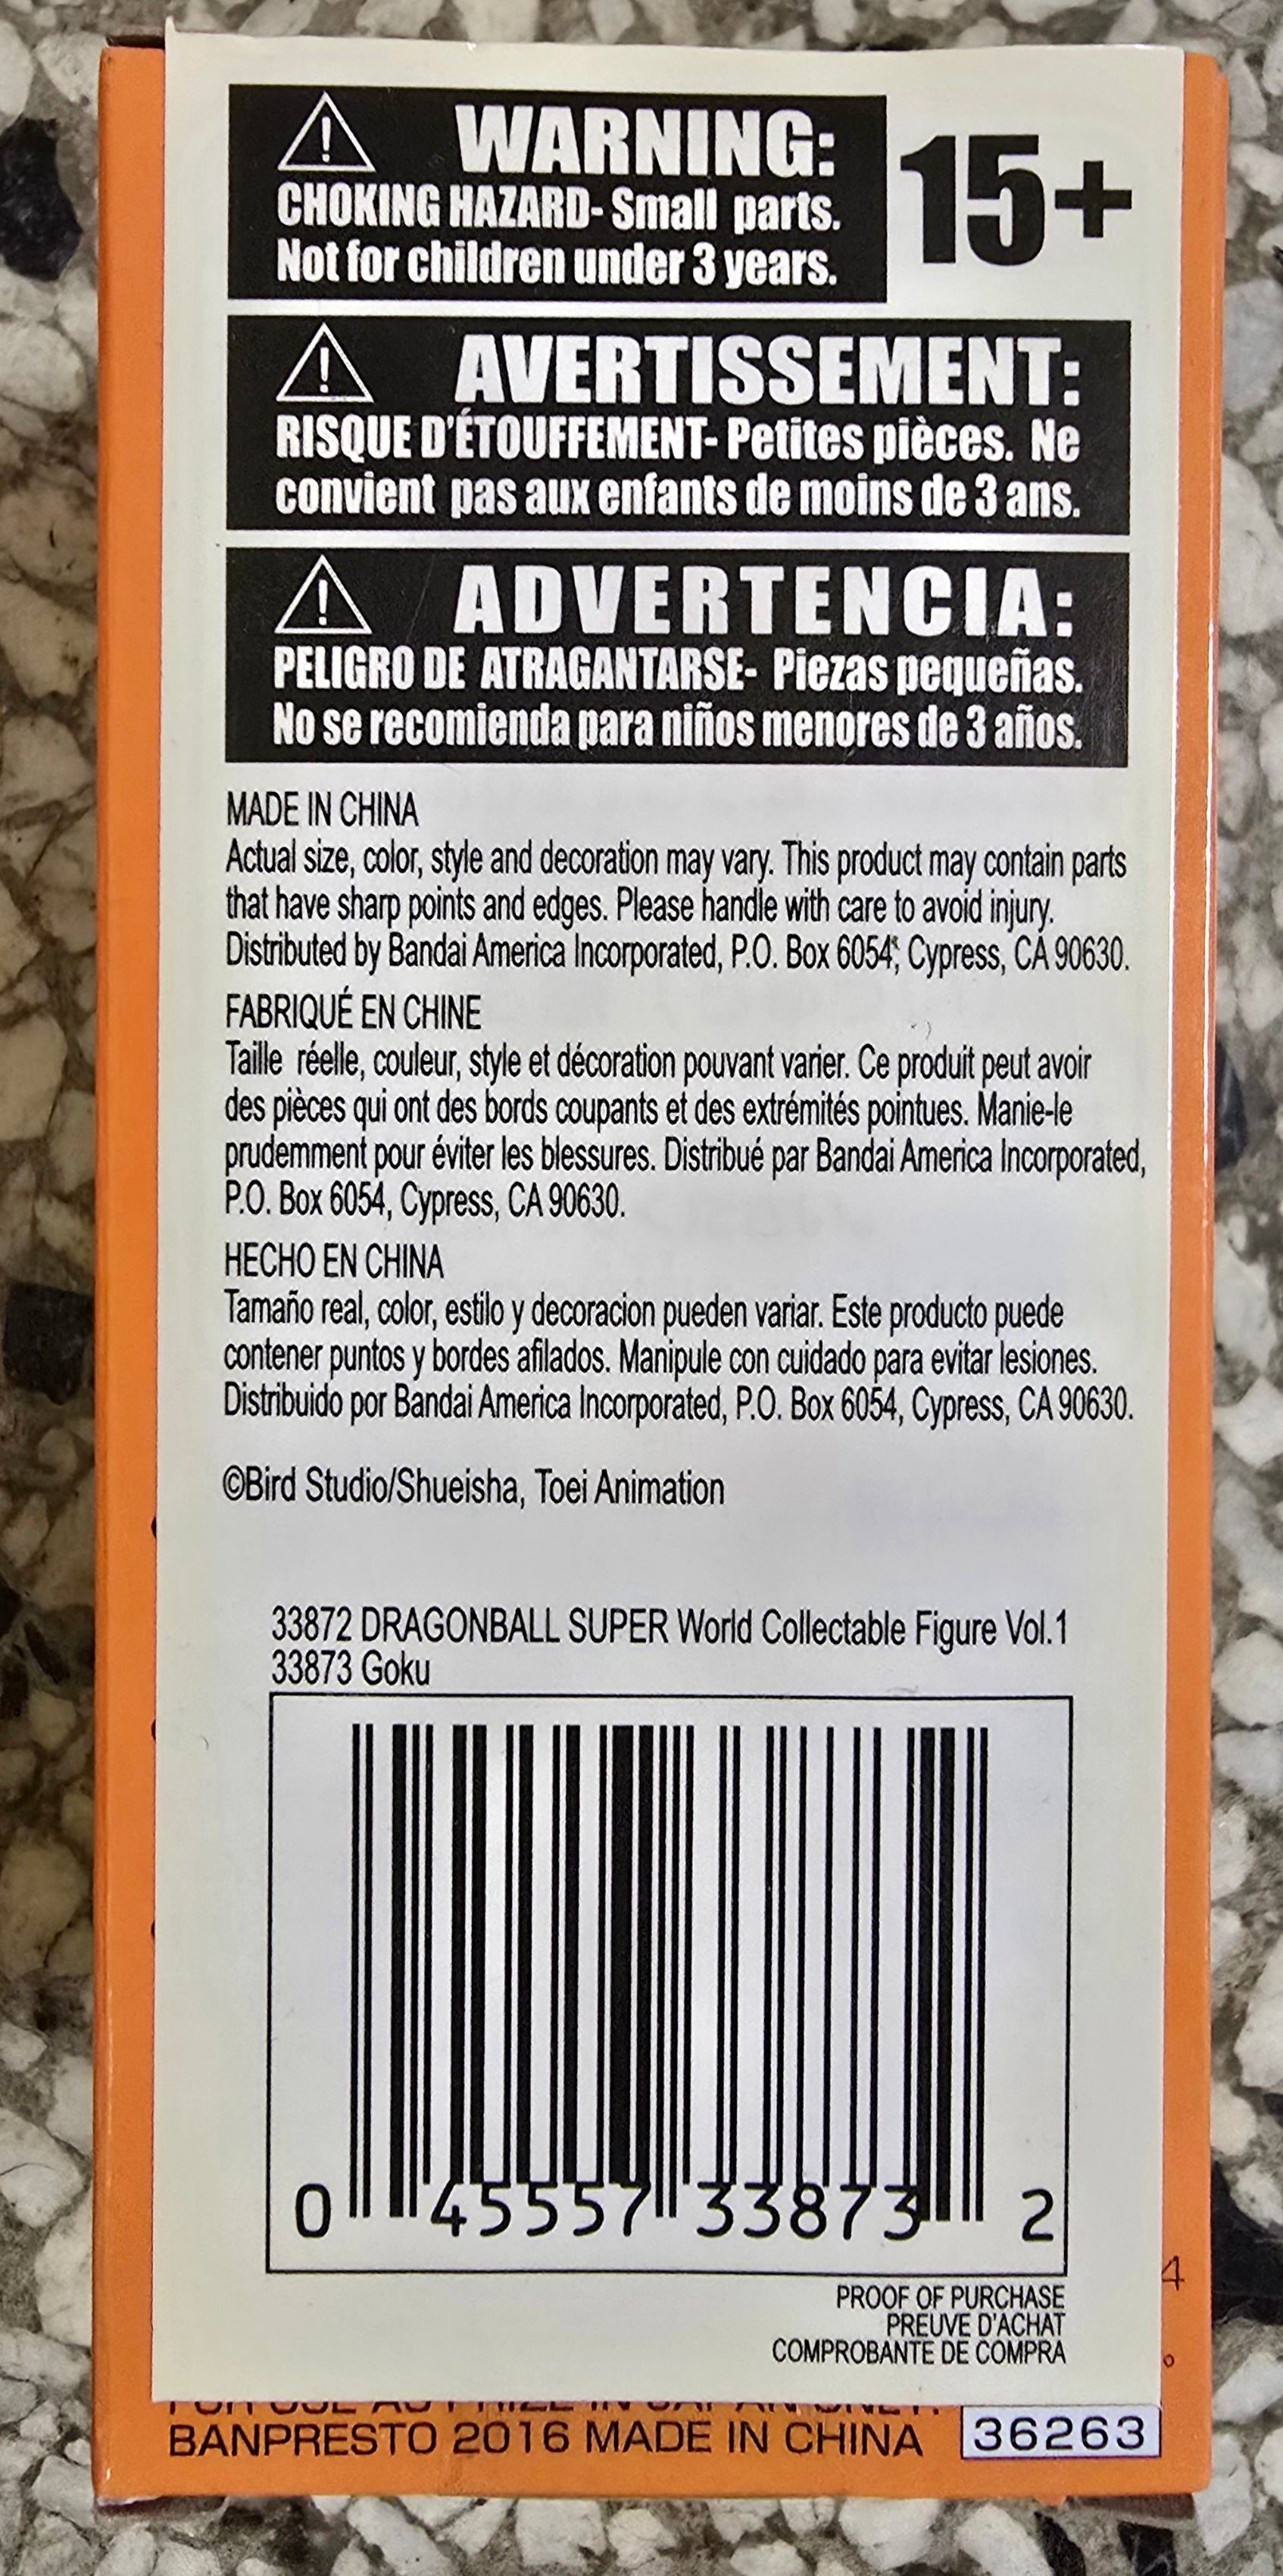 WARNING:
CHOKING HAZARD- Small parts.
Not for children under 3 years.
15+
AVERTISSEMENT:
RISQUE D'ÉTOUFFEMENT- Petites pièces. Ne
convient pas aux enfants de moins de 3 ans.
ADVERTENCIA:
PELIGRO DE ATRAGANTARSE- Piezas pequeñas.
No se recomienda para niños menores de 3 años.
MADE IN CHINA
Actual size, color, style and decoration may vary. This product may contain parts
that have sharp points and edges. Please handle with care to avoid injury.
Distributed by Bandai America Incorporated, P.O. Box 6054, Cypress, CA 90630.
FABRIQUÉ EN CHINE
Taille réelle, couleur, style et décoration pouvant varier. Ce produit peut avoir
des pièces qui ont des bords coupants et des extrémités pointues. Manie-le
prudemment pour éviter les blessures. Distribué par Bandai America Incorporated,
P.O. Box 6054, Cypress, CA 90630.
HECHO EN CHINA
Tamaño real, color, estilo y decoracion pueden variar. Este producto puede
contener puntos y bordes afilados. Manipule con cuidado para evitar lesiones.
Distribuido por Bandai America Incorporated, P.O. Box 6054, Cypress, CA 90630.
©Bird Studio/Shueisha, Toei Animation
33872 DRAGONBALL SUPER World Collectable Figure Vol.1
33873 Goku
0 45557 33873 2
PROOF OF PURCHASE
PREUVE D'ACHAT
COMPROBANTE DE COMPRA
4
BANPRESTO 2016 MADE IN CHINA
36263